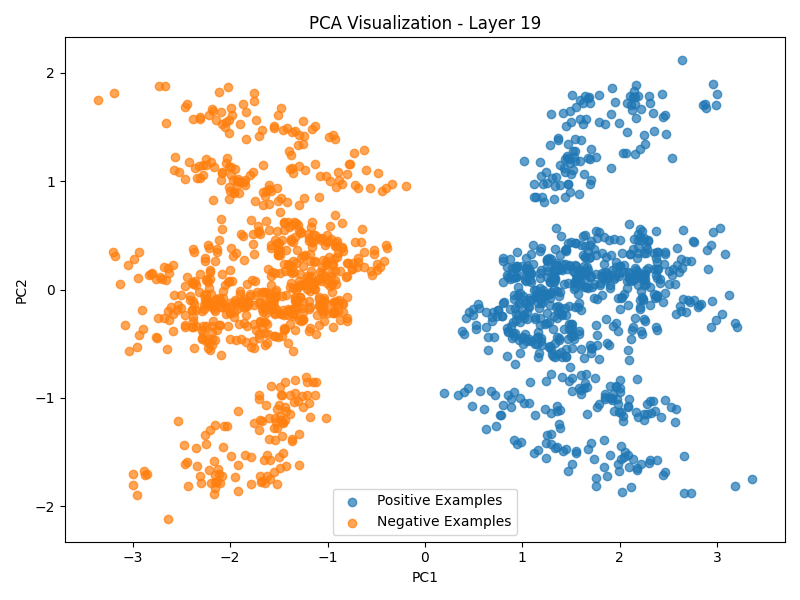 PCA Visualization - Layer 19
PC2
2
1
0
−1
−2
Positive Examples
Negative Examples
−3
−2
−1
0
1
2
3
PC1